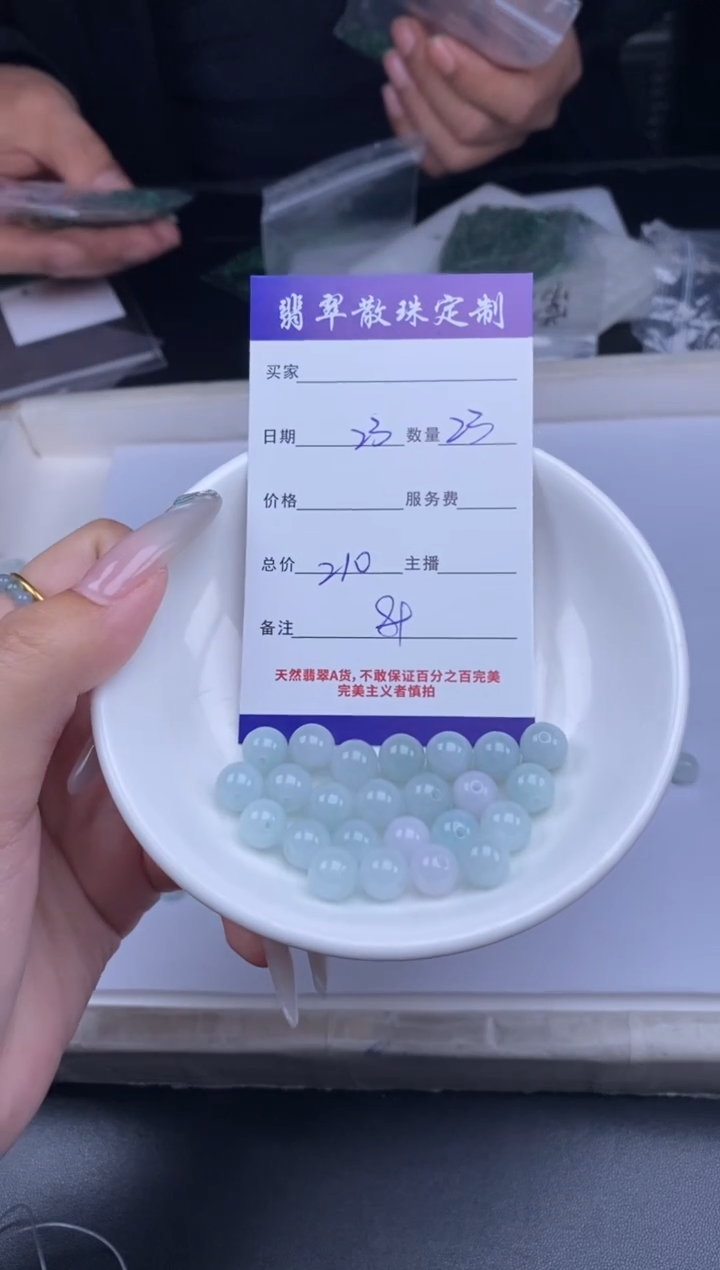 翡翠散珠定制
买家
日期 23 数量 23
价格 服务费
总价 210 主播
备注
天然翡翠A货,不敢保证百分之百完美
完美主义者慎拍